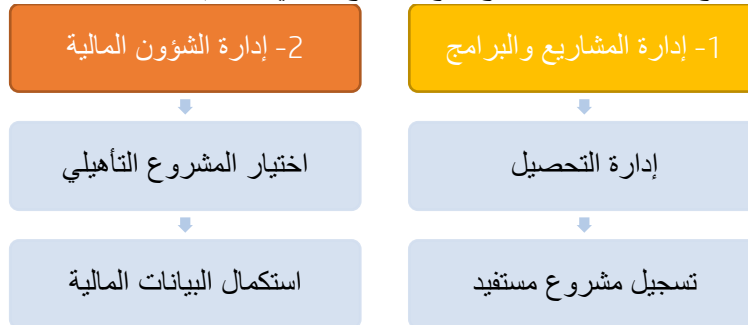 1- إدارة المشاريع والبرامج
إدارة التحصيل
تسجيل مشروع مستفيد
2- إدارة الشؤون المالية
اختيار المشروع التأهيلي
استكمال البيانات المالية